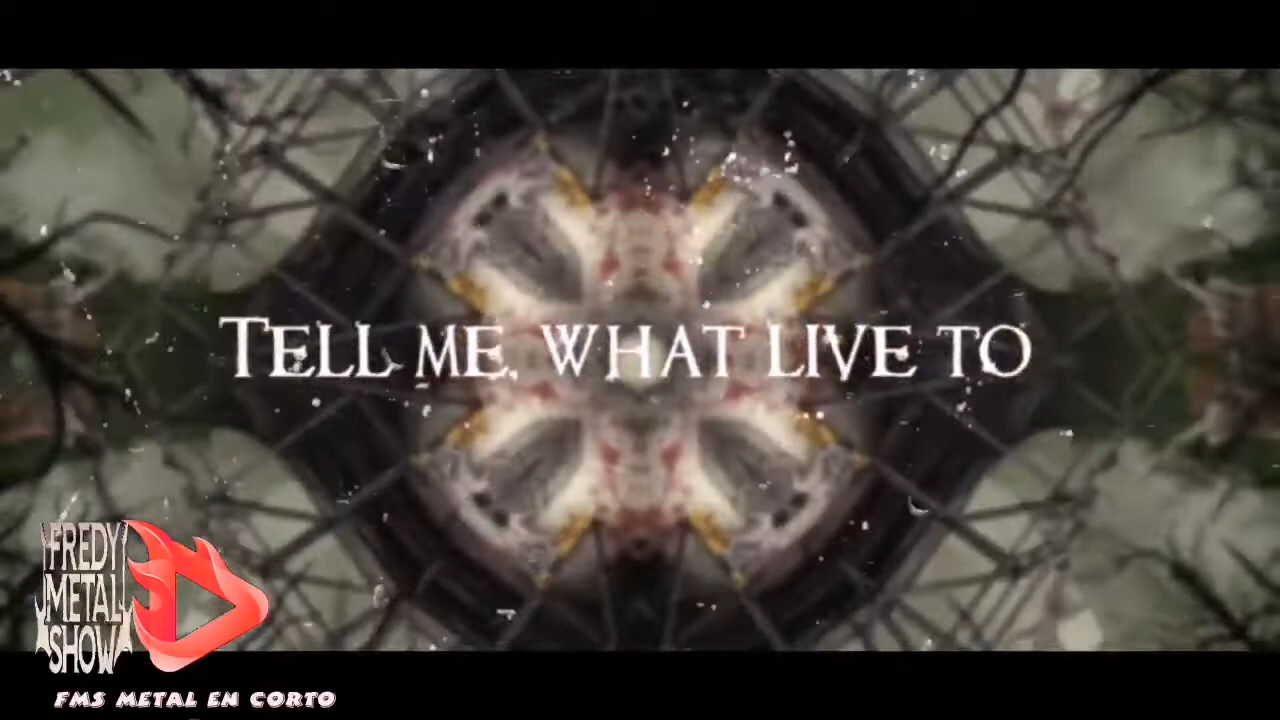 TELL ME, WHAT LIVE TO
FREDY
METAL
SHOW
FMS METAL EN CORTO